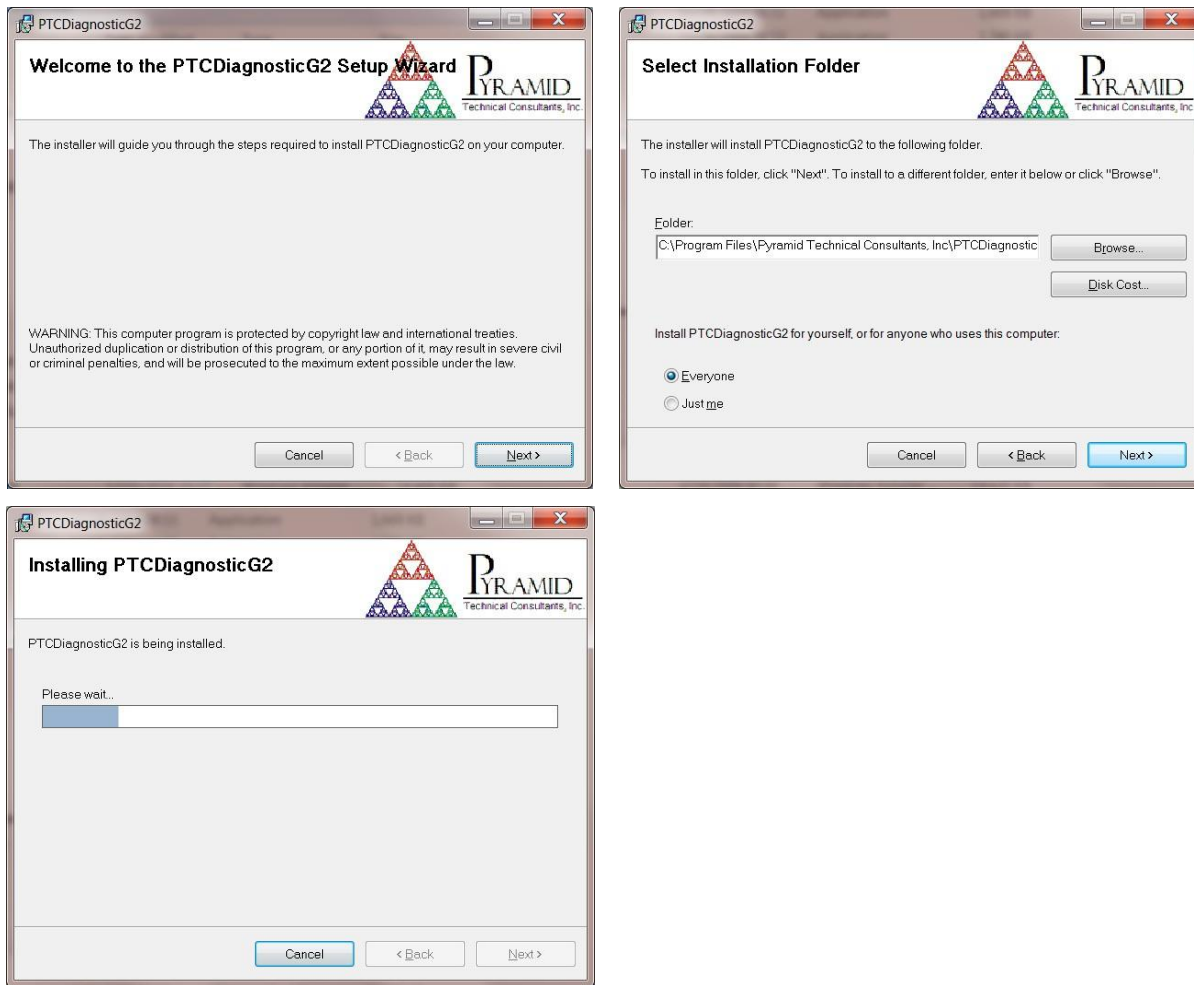 PTCDiagnosticG2
Welcome to the PTCDiagnosticG2 Setup Wizard
PYRAMID
Technical Consultants, Inc.
The installer will guide you through the steps required to install PTCDiagnosticG2 on your computer.
WARNING: This computer program is protected by copyright law and international treaties.
Unauthorized duplication or distribution of this program, or any portion of it, may result in severe civil
or criminal penalties, and will be prosecuted to the maximum extent possible under the law.
Cancel
< Back
Next >
PTCDiagnosticG2
Select Installation Folder
PYRAMID
Technical Consultants, Inc
The installer will install PTCDiagnosticG2 to the following folder.
To install in this folder, click "Next". To install to a different folder, enter it below or click "Browse".
Folder:
C:\Program Files\Pyramid Technical Consultants, Inc\PTCDiagnostic
Browse...
Disk Cost...
Install PTCDiagnosticG2 for yourself, or for anyone who uses this computer:
Everyone
Just me
Cancel
< Back
Next >
PTCDiagnosticG2
Installing PTCDiagnosticG2
PYRAMID
Technical Consultants, Inc.
PTCDiagnosticG2 is being installed.
Please wait...
Cancel
< Back
Next >